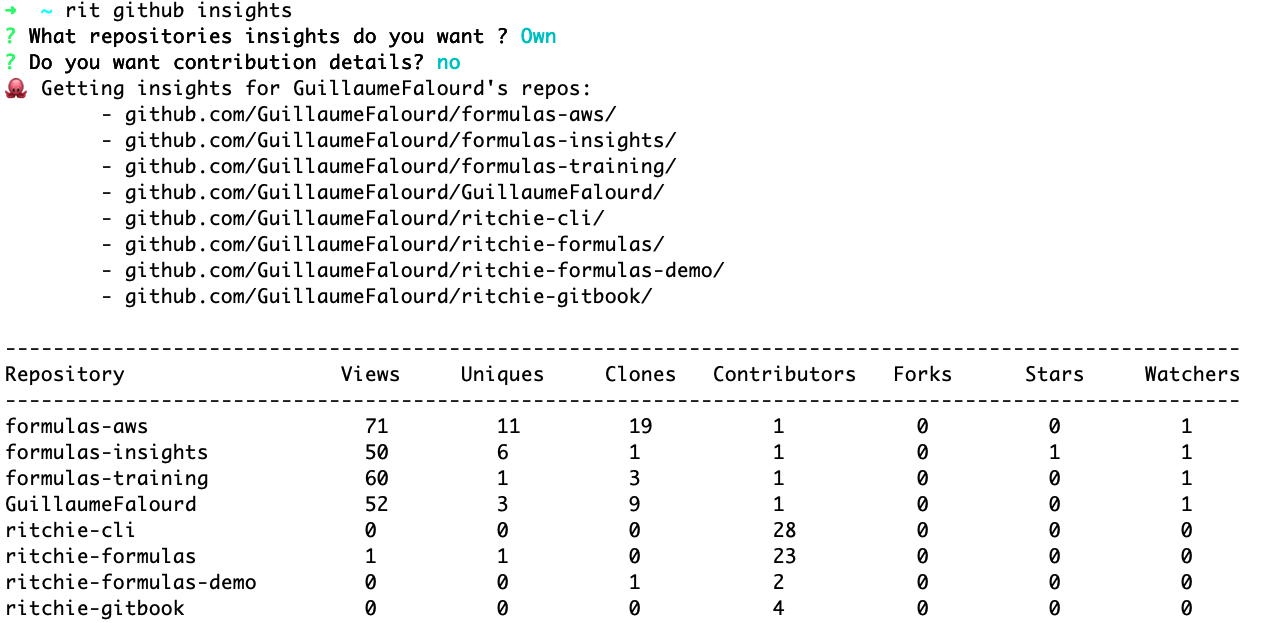 ➜  ~ rit github insights
? What repositories insights do you want ? Own
? Do you want contribution details? no
🐙 Getting insights for GuillaumeFalourd's repos:
        - github.com/GuillaumeFalourd/formulas-aws/
        - github.com/GuillaumeFalourd/formulas-insights/
        - github.com/GuillaumeFalourd/formulas-training/
        - github.com/GuillaumeFalourd/GuillaumeFalourd/
        - github.com/GuillaumeFalourd/ritchie-cli/
        - github.com/GuillaumeFalourd/ritchie-formulas/
        - github.com/GuillaumeFalourd/ritchie-formulas-demo/
        - github.com/GuillaumeFalourd/ritchie-gitbook/
-------------------------------------------------------------------------------------------------------
Repository                  Views     Uniques     Clones   Contributors   Forks      Stars     Watchers
-------------------------------------------------------------------------------------------------------
formulas-aws                  71         11         19          1           0          0          1
formulas-insights             50         6          1           1           0          1          1
formulas-training             60         1          3           1           0          0          1
GuillaumeFalourd              52         3          9           1           0          0          1
ritchie-cli                   0          0          0           28          0          0          0
ritchie-formulas              1          1          0           23          0          0          0
ritchie-formulas-demo         0          0          1           2           0          0          0
ritchie-gitbook               0          0          0           4           0          0          0